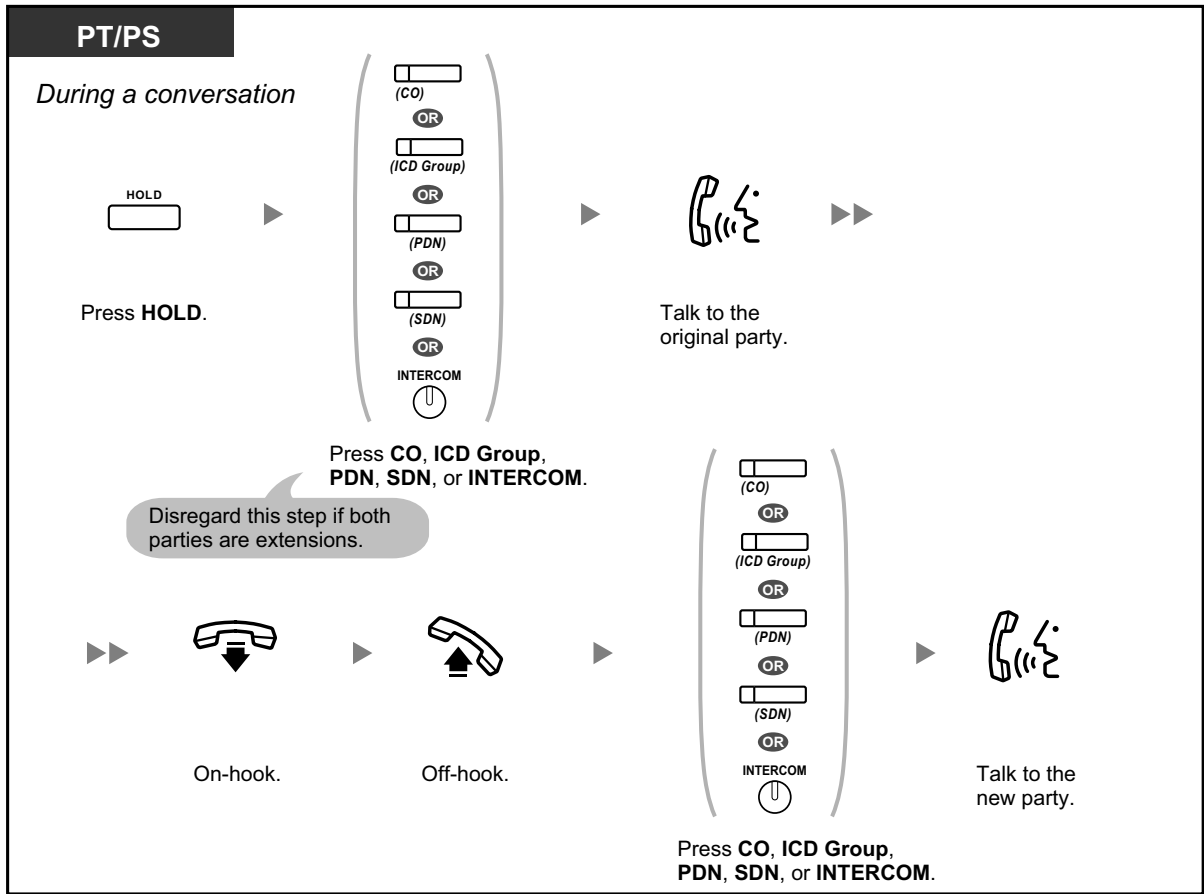 PT/PS
During a conversation
HOLD
Press HOLD.
(CO)
OR
(ICD Group)
OR
(PDN)
OR
(SDN)
OR
INTERCOM
Press CO, ICD Group,
PDN, SDN, or INTERCOM.
Disregard this step if both
parties are extensions.
Talk to the
original party.
On-hook.
Off-hook.
(CO)
OR
(ICD Group)
OR
(PDN)
OR
(SDN)
OR
INTERCOM
Press CO, ICD Group,
PDN, SDN, or INTERCOM.
Talk to the
new party.